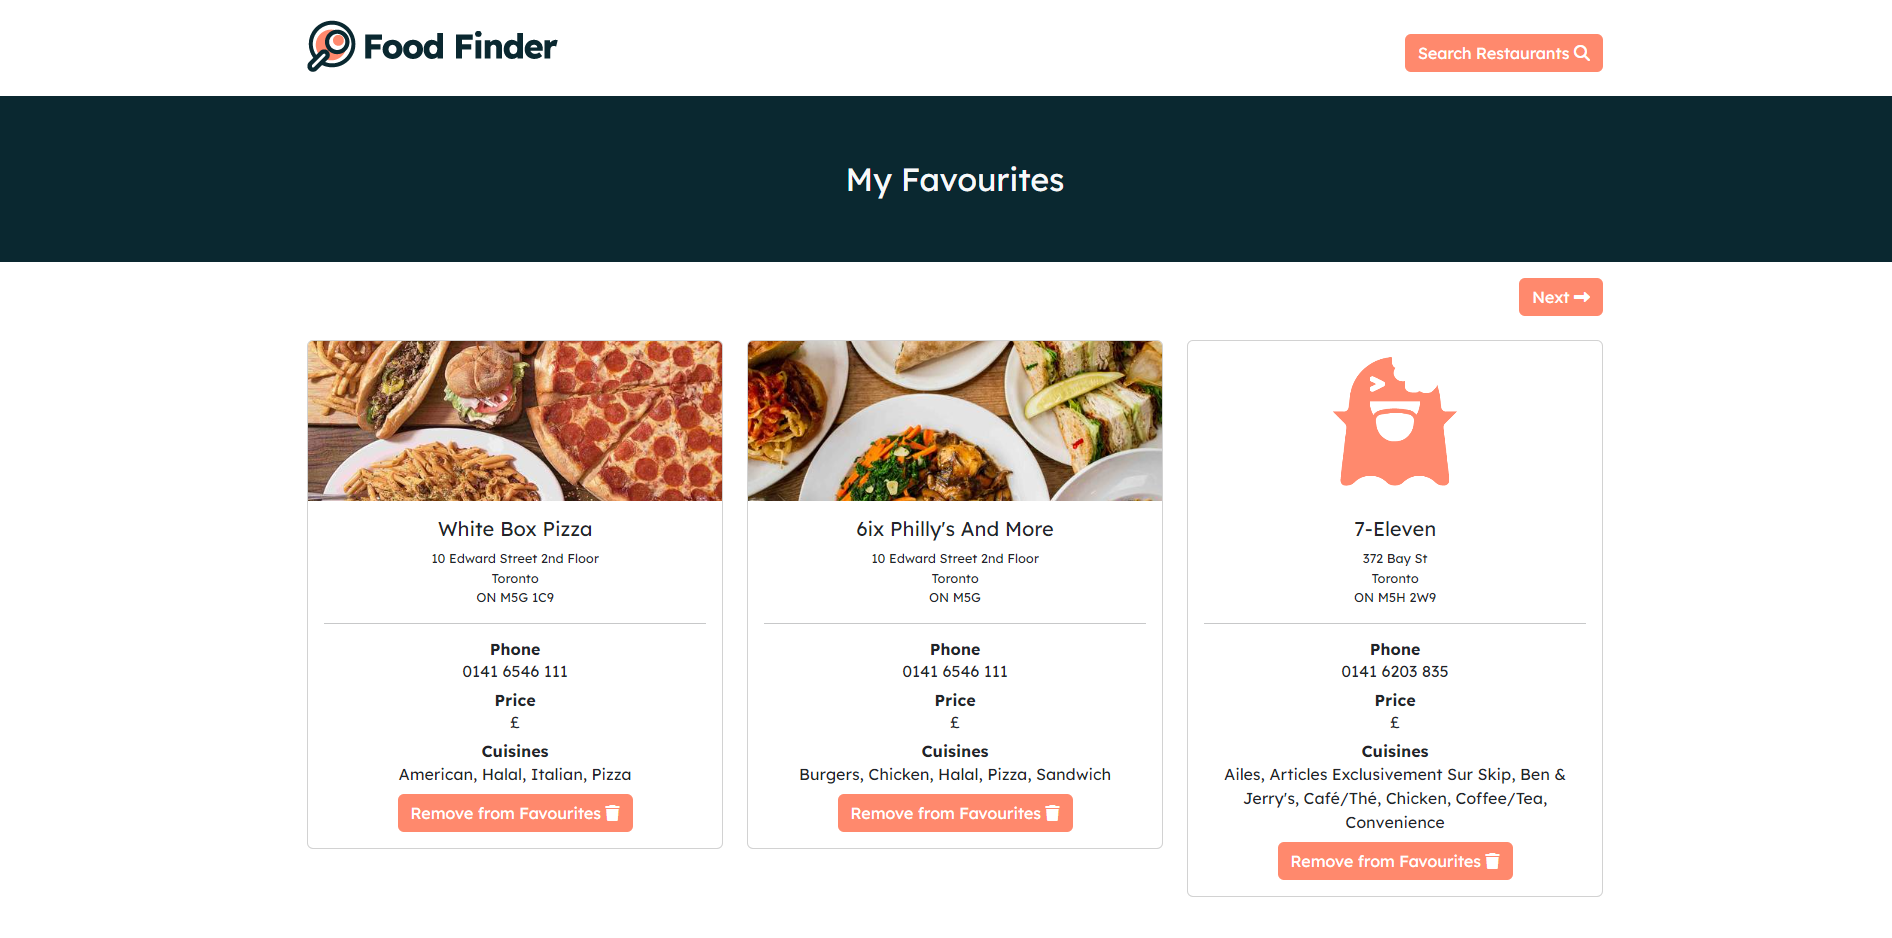 Food Finder
Search Restaurants
My Favourites
Next
White Box Pizza
10 Edward Street 2nd Floor
Toronto
ON M5G 1C9
Phone
0141 6546 111
Price
£
Cuisines
American, Halal, Italian, Pizza
Remove from Favourites
6ix Philly's And More
10 Edward Street 2nd Floor
Toronto
ON M5G
Phone
0141 6546 111
Price
£
Cuisines
Burgers, Chicken, Halal, Pizza, Sandwich
Remove from Favourites
7-Eleven
372 Bay St
Toronto
ON M5H 2W9
Phone
0141 6203 835
Price
£
Cuisines
Ailes, Articles Exclusivement Sur Skip, Ben &
Jerry's, Café/Thé, Chicken, Coffee/Tea,
Convenience
Remove from Favourites